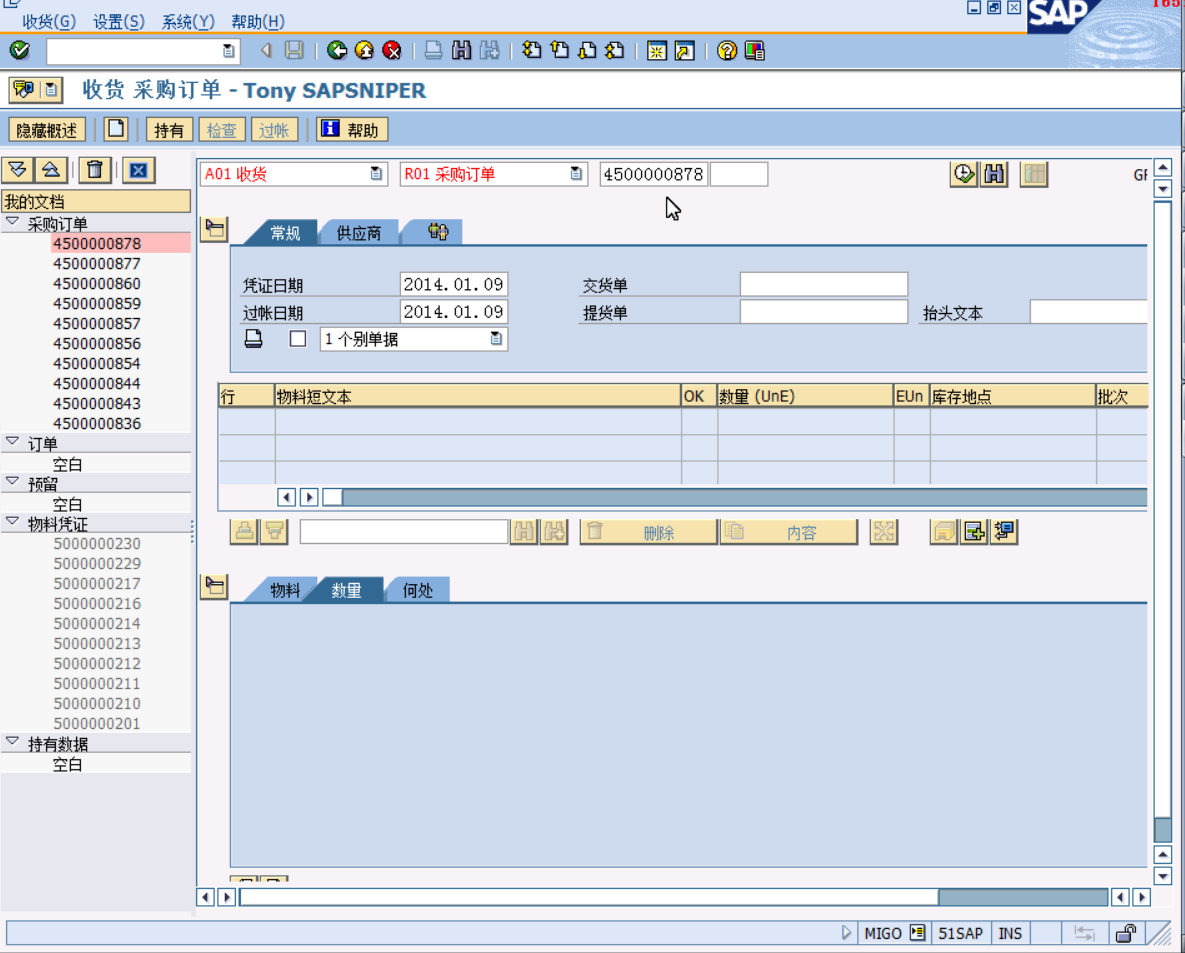 收货(G) 设置(S) 系统(Y) 帮助(H)
SAP
收货 采购订单 - Tony SAPSNIPER
隐藏概述 持有 检查 过帐 帮助
A01 收货 R01 采购订单 4500000878
我的文档
采购订单
4500000878
4500000877
4500000860
4500000859
4500000857
4500000856
4500000854
4500000844
4500000843
4500000836
订单
空白
预留
空白
物料凭证
5000000230
5000000229
5000000217
5000000216
5000000214
5000000213
5000000212
5000000211
5000000210
5000000201
持有数据
空白
常规 供应商
凭证日期 2014.01.09 交货单
过帐日期 2014.01.09 提货单 抬头文本
1 个别单据
行 物料短文本 OK 数量 (UnE) EUn 库存地点 批次
删除 内容
物料 数量 何处
MIGO 51SAP INS